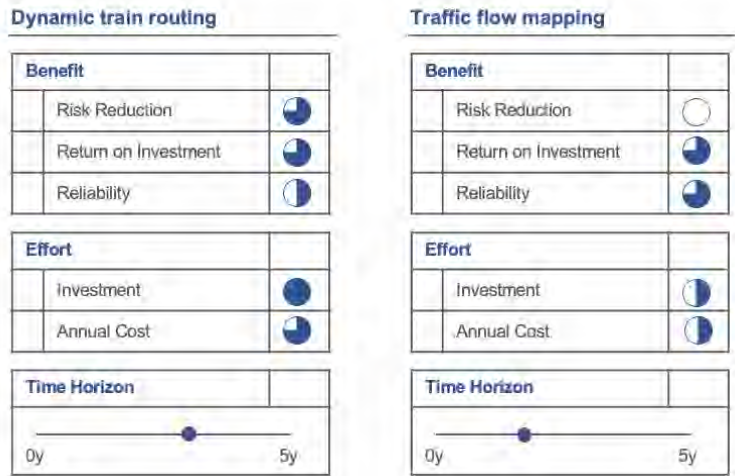 Dynamic train routing
Benefit
Risk Reduction
Return on Investment
Reliability
Effort
Investment
Annual Cost
Time Horizon
0y 5y
Traffic flow mapping
Benefit
Risk Reduction
Return on Investment
Reliability
Effort
Investment
Annual Cost
Time Horizon
0y 5y